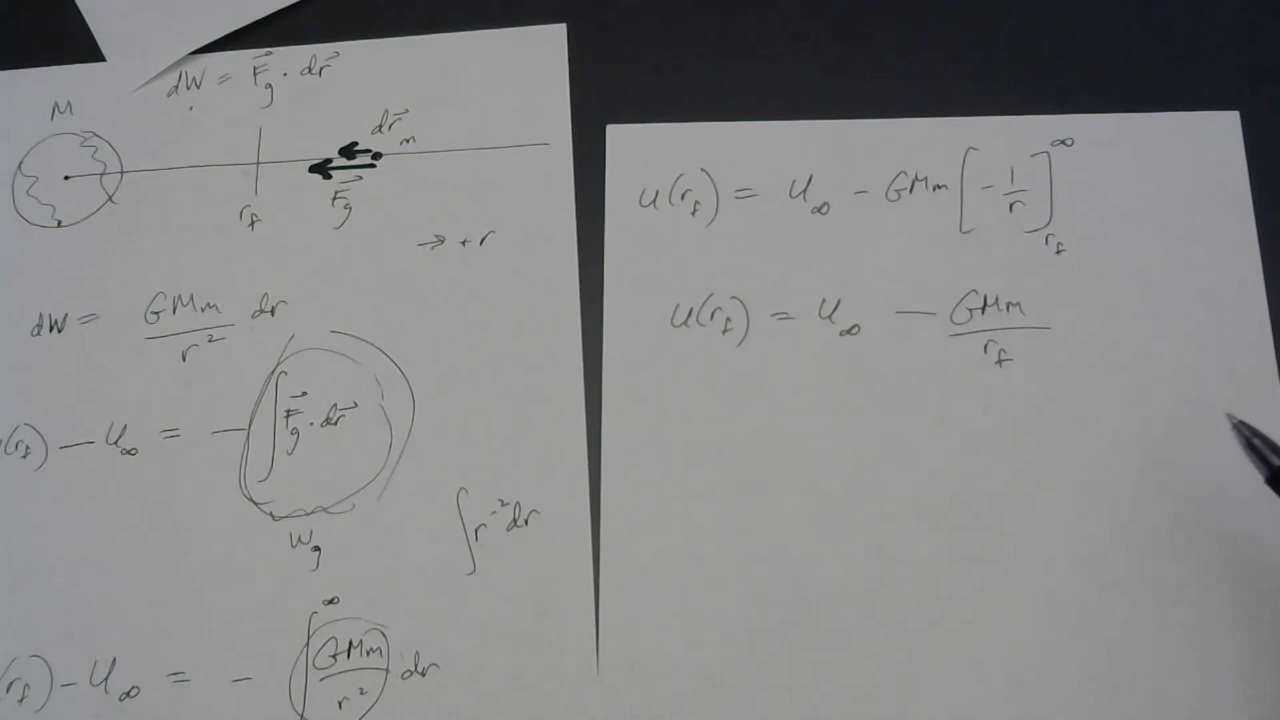 dW = F⃗g · dr⃗
M
dr⃗
m
rf
F⃗g
→ +r
dW = GMm/r² dr
(rf) − U∞ = − ∫ F⃗g · dr⃗
Wg
∫ r⁻² dr
(rf) − U∞ = − ∫^∞ GMm/r² dr
U(rf) = U∞ − GMm [ − 1/r ]^∞_rf
U(rf) = U∞ − GMm/rf